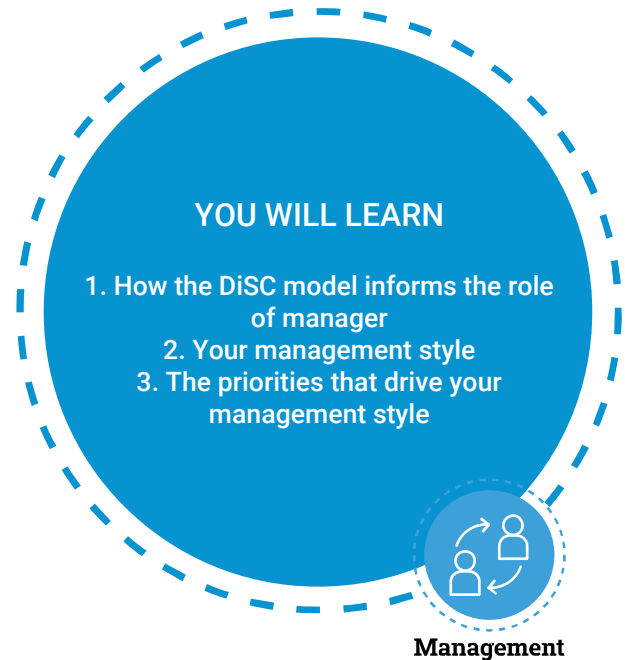 YOU WILL LEARN
1. How the DiSC model informs the role
of manager
2. Your management style
3. The priorities that drive your
management style
Management